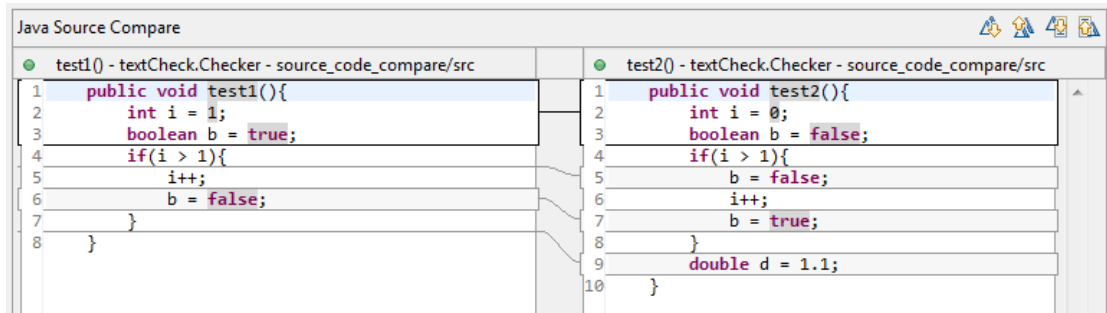 Java Source Compare
test1() - textCheck.Checker - source_code_compare/src
1 public void test1(){
2 int i = 1;
3 boolean b = true;
4 if(i > 1){
5 i++;
6 b = false;
7 }
8 }
test2() - textCheck.Checker - source_code_compare/src
1 public void test2(){
2 int i = 0;
3 boolean b = false;
4 if(i > 1){
5 b = false;
6 i++;
7 b = true;
8 }
9 double d = 1.1;
10 }